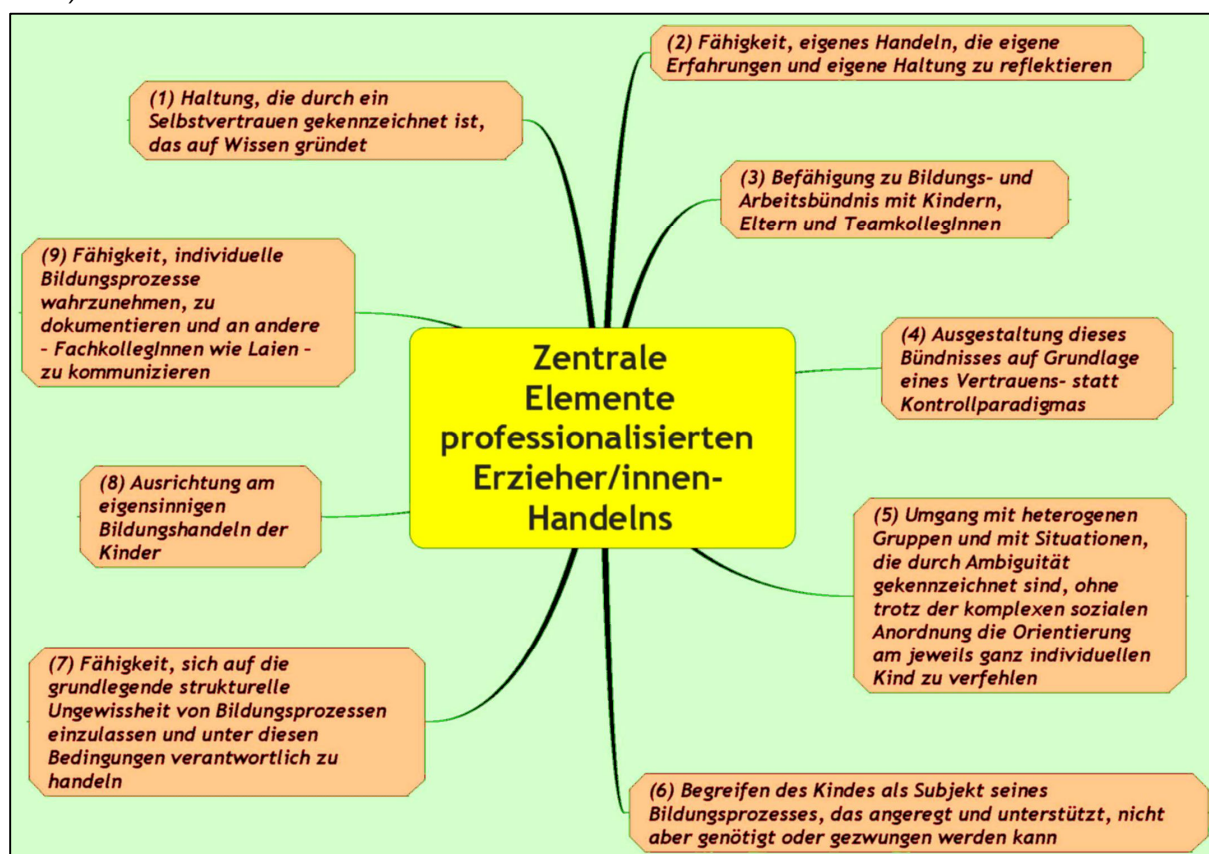 Zentrale
Elemente
professionalisierten
Erzieher/innen-
Handelns
(1) Haltung, die durch ein
Selbstvertrauen gekennzeichnet ist,
das auf Wissen gründet
(2) Fähigkeit, eigenes Handeln, die eigene
Erfahrungen und eigene Haltung zu reflektieren
(3) Befähigung zu Bildungs- und
Arbeitsbündnis mit Kindern,
Eltern und TeamkollegInnen
(4) Ausgestaltung dieses
Bündnisses auf Grundlage
eines Vertrauens- statt
Kontrollparadigmas
(5) Umgang mit heterogenen
Gruppen und mit Situationen,
die durch Ambiguität
gekennzeichnet sind, ohne
trotz der komplexen sozialen
Anordnung die Orientierung
am jeweils ganz individuellen
Kind zu verfehlen
(6) Begreifen des Kindes als Subjekt seines
Bildungsprozesses, das angeregt und unterstützt, nicht
aber genötigt oder gezwungen werden kann
(7) Fähigkeit, sich auf die
grundlegende strukturelle
Ungewissheit von Bildungsprozessen
einzulassen und unter diesen
Bedingungen verantwortlich zu
handeln
(8) Ausrichtung am
eigensinnigen
Bildungshandeln der
Kinder
(9) Fähigkeit, individuelle
Bildungsprozesse
wahrzunehmen, zu
dokumentieren und an andere
- FachkollegInnen wie Laien -
zu kommunizieren